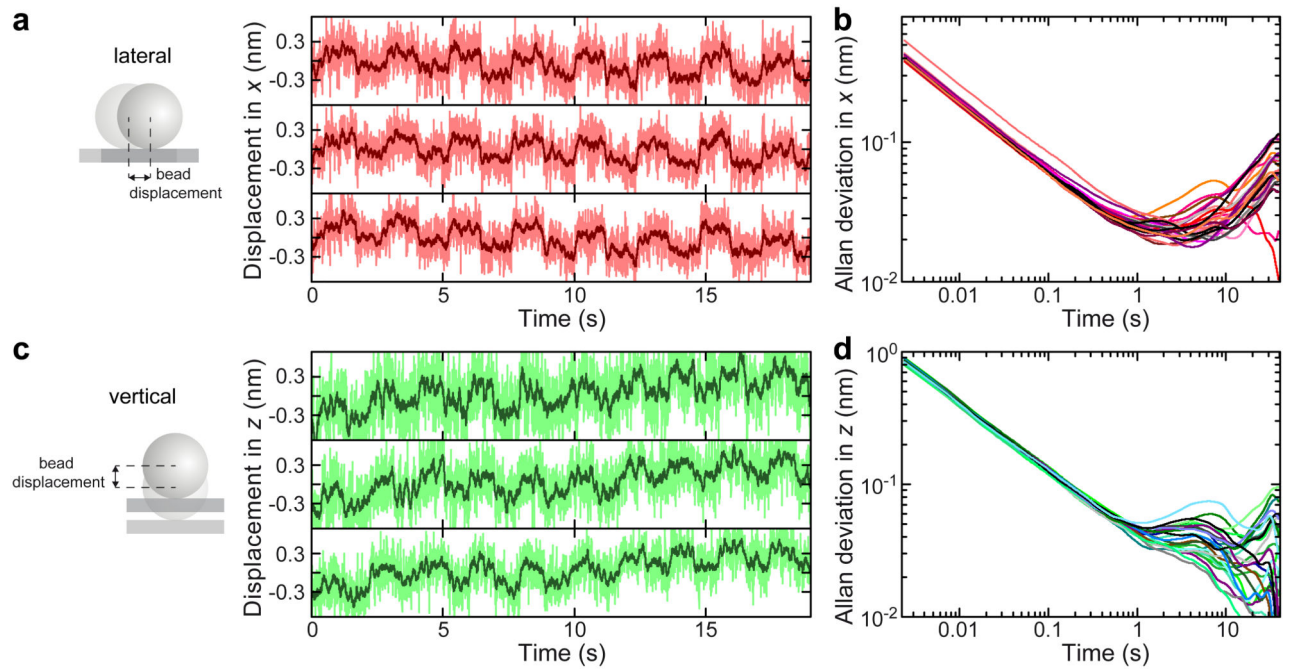 a
lateral
bead
displacement
Displacement in x (nm)
0.3
-0.3
0.3
-0.3
0.3
-0.3
0
5
10
15
Time (s)
b
Allan deviation in x (nm)
10⁻¹
10⁻²
0.01
0.1
1
10
Time (s)
c
vertical
bead
displacement
Displacement in z (nm)
0.3
-0.3
0.3
-0.3
0.3
-0.3
0
5
10
15
Time (s)
d
Allan deviation in z (nm)
10⁰
10⁻¹
10⁻²
0.01
0.1
1
10
Time (s)